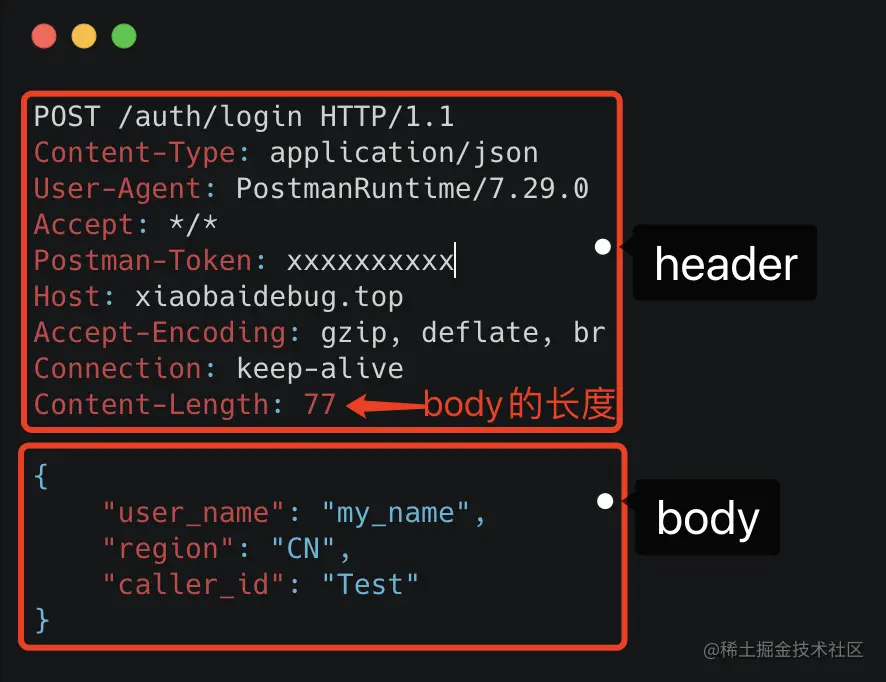 POST /auth/login HTTP/1.1
Content-Type: application/json
User-Agent: PostmanRuntime/7.29.0
Accept: */*
Postman-Token: xxxxxxxxxx
Host: xiaobaidebug.top
Accept-Encoding: gzip, deflate, br
Connection: keep-alive
Content-Length: 77 body的长度
header
{
    "user_name": "my_name",
    "region": "CN",
    "caller_id": "Test"
}
body
@稀土掘金技术社区